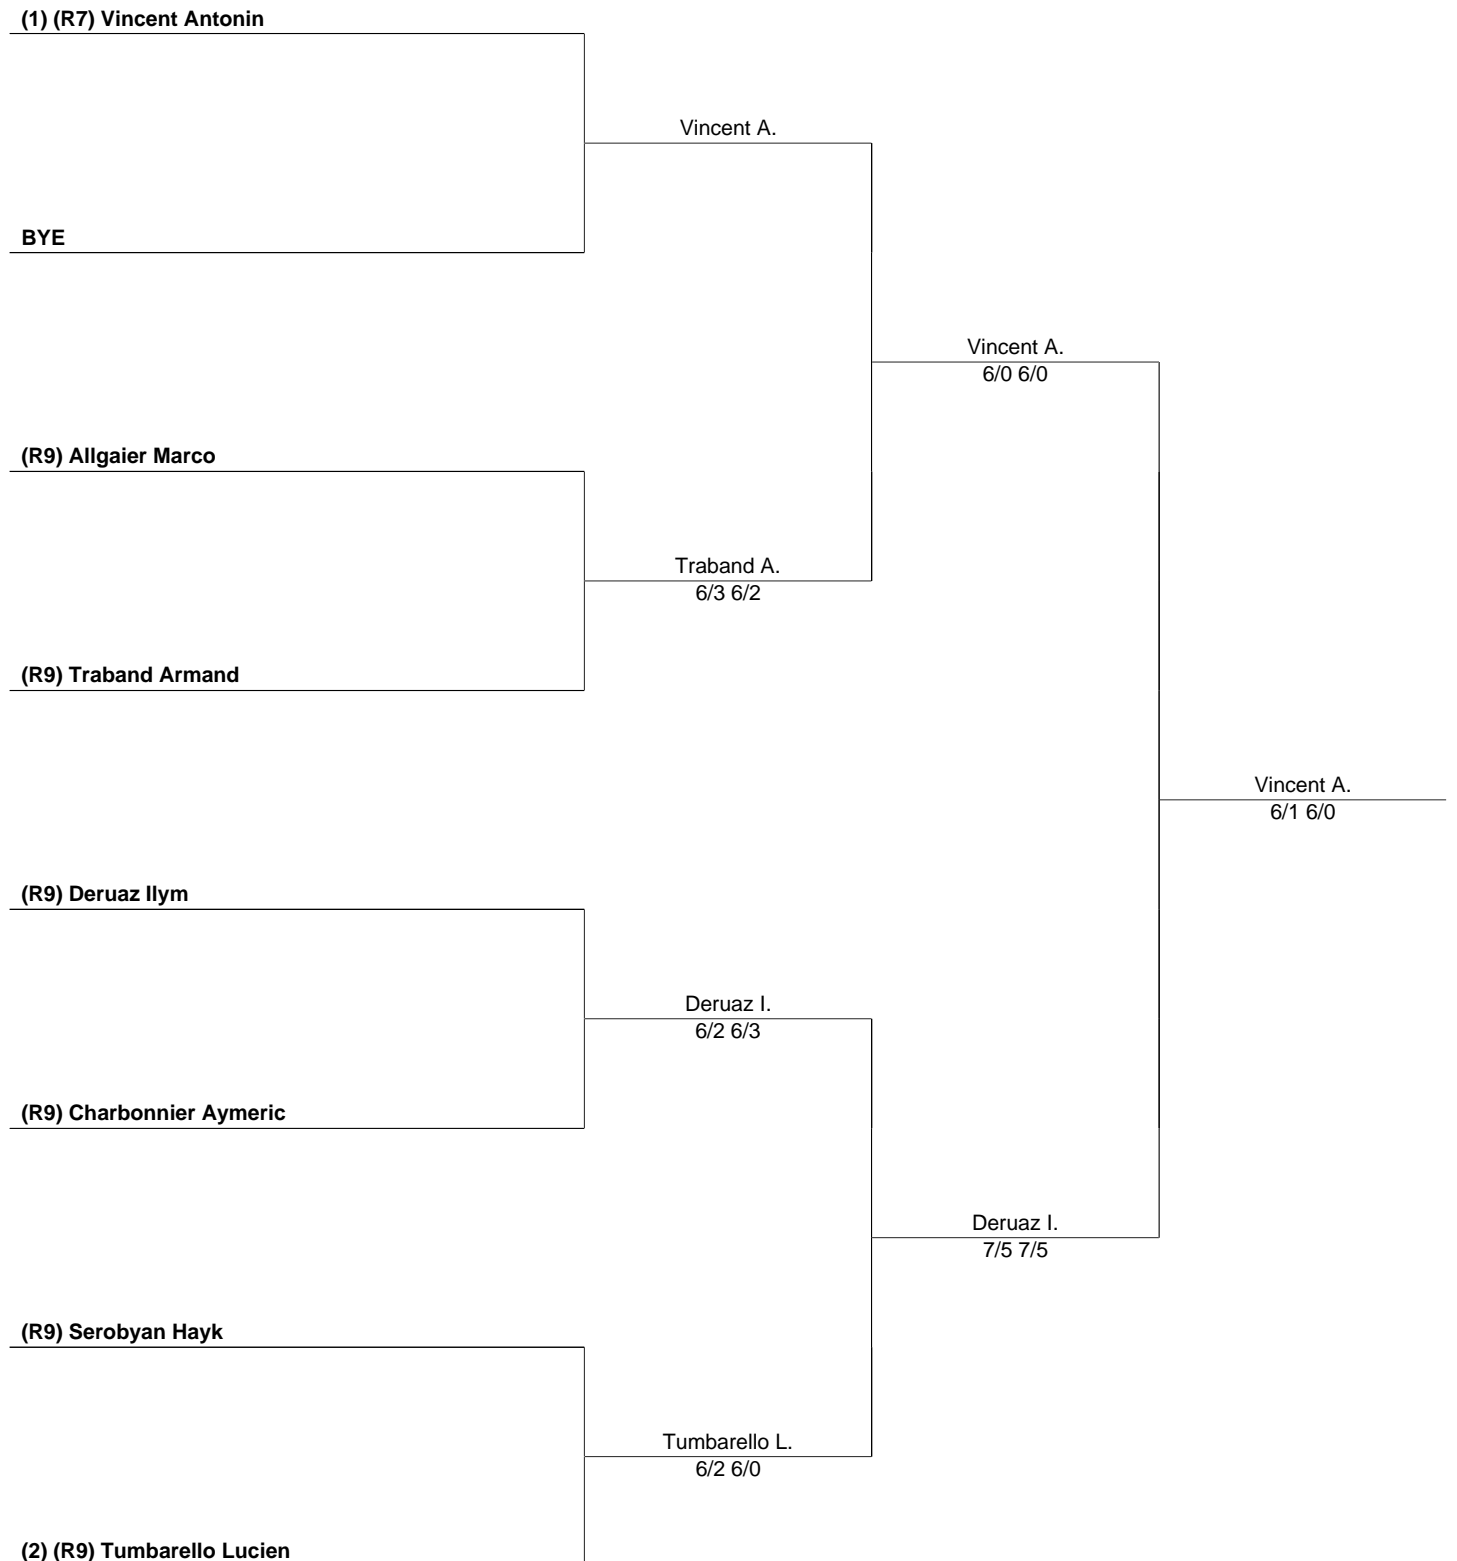 (1) (R7) Vincent Antonin
Vincent A.
BYE
Vincent A.
6/0 6/0
(R9) Allgaier Marco
Traband A.
6/3 6/2
(R9) Traband Armand
Vincent A.
6/1 6/0
(R9) Deruaz Ilym
Deruaz I.
6/2 6/3
(R9) Charbonnier Aymeric
Deruaz I.
7/5 7/5
(R9) Serobyan Hayk
Tumbarello L.
6/2 6/0
(2) (R9) Tumbarello Lucien